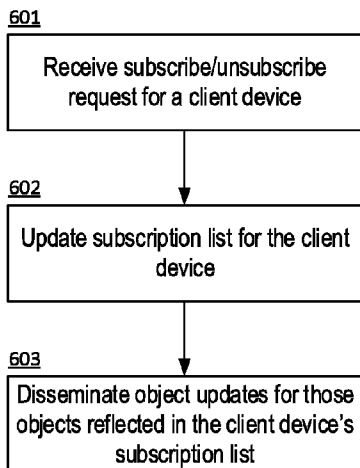 601
Receive subscribe/unsubscribe
request for a client device
602
Update subscription list for the client
device
603
Disseminate object updates for those
objects reflected in the client device's
subscription list